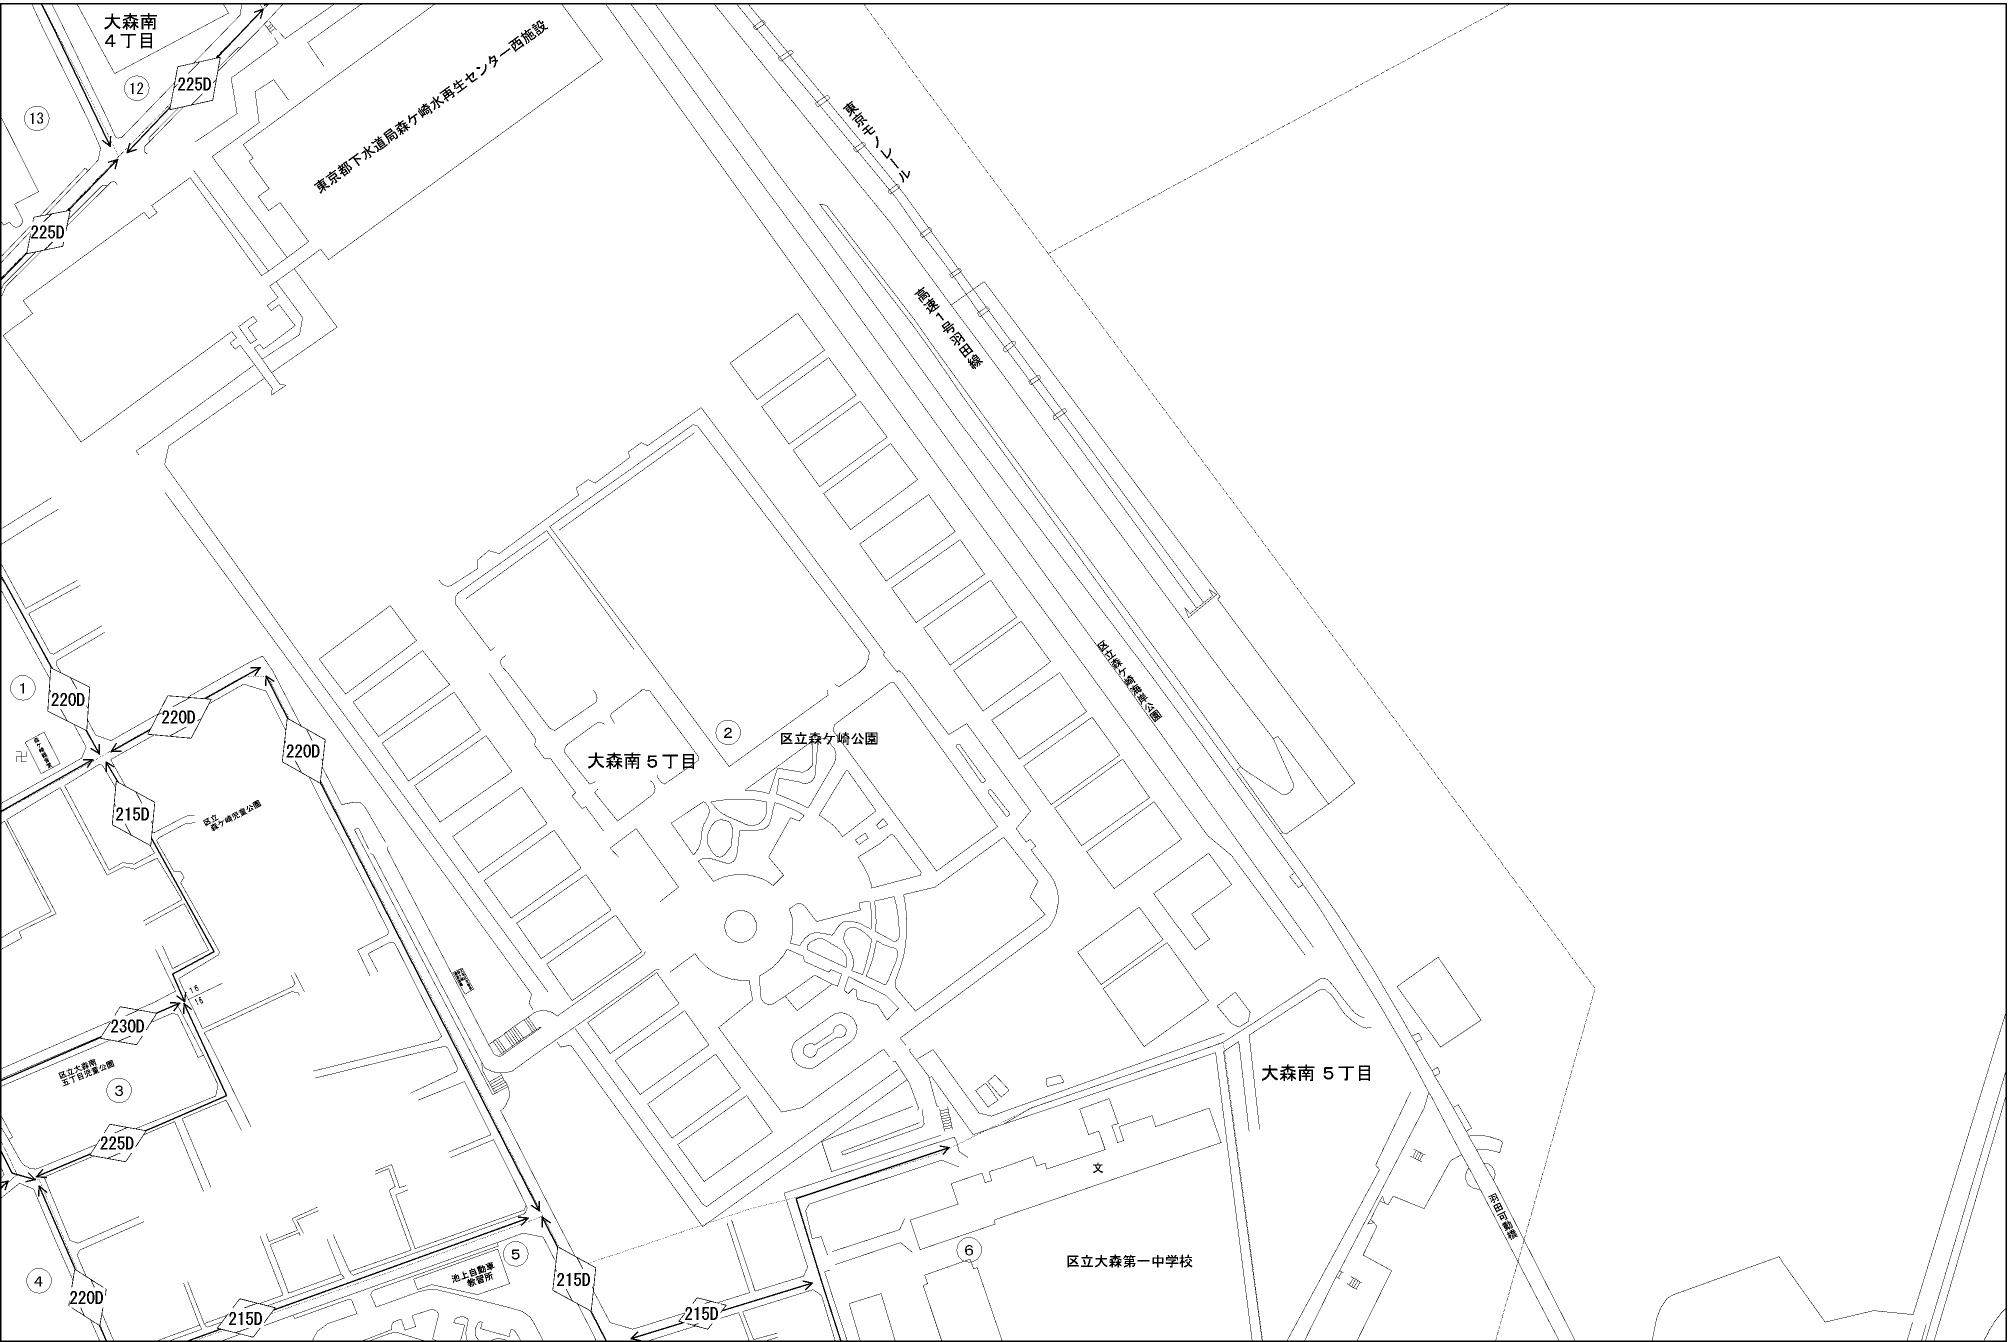 大森南
４丁目
12
225D
13
225D
東京都下水道局森ケ崎水再生センター西施設
東京モノレール
高速１号羽田線
区立森ケ崎海岸公園
1
220D
220D
220D
2
区立森ケ崎公園
大森南５丁目
卍
215D
区立
森ケ崎児童公園
16
15
230D
区立大森南
五丁目児童公園
3
大森南５丁目
225D
文
羽田可動橋
4
220D
5
池上自動車
教習所
215D
215D
6
区立大森第一中学校
215D